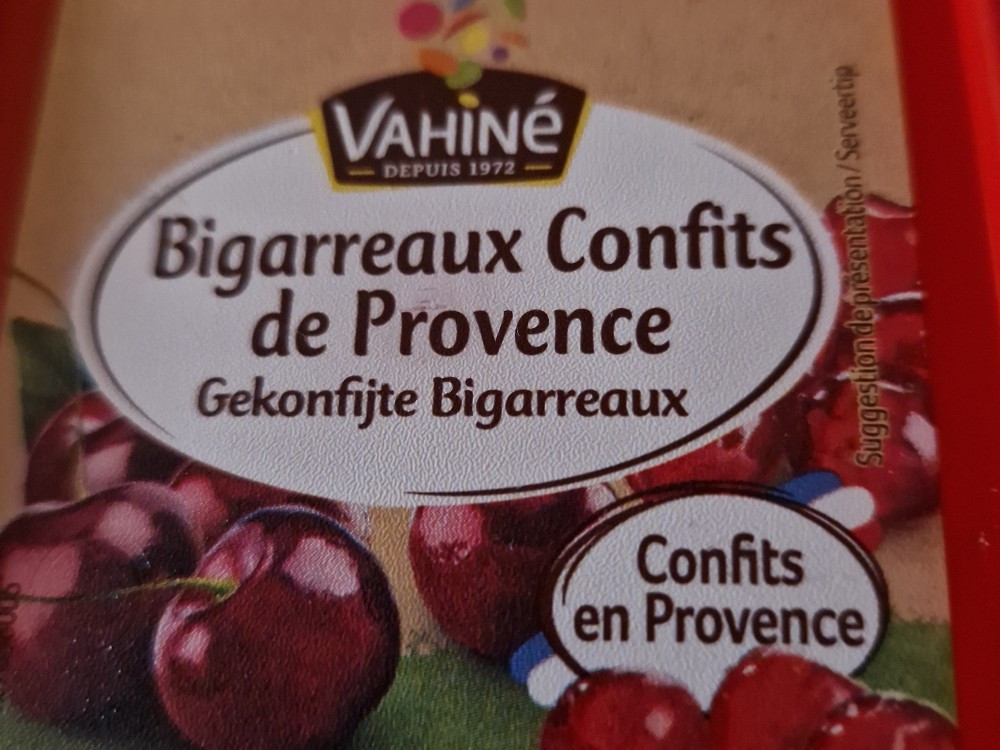 VAHINé
DEPUIS 1972
Bigarreaux Confits
de Provence
Gekonfijte Bigarreaux
Suggestion de présentation / Serveertip
Confits
en Provence